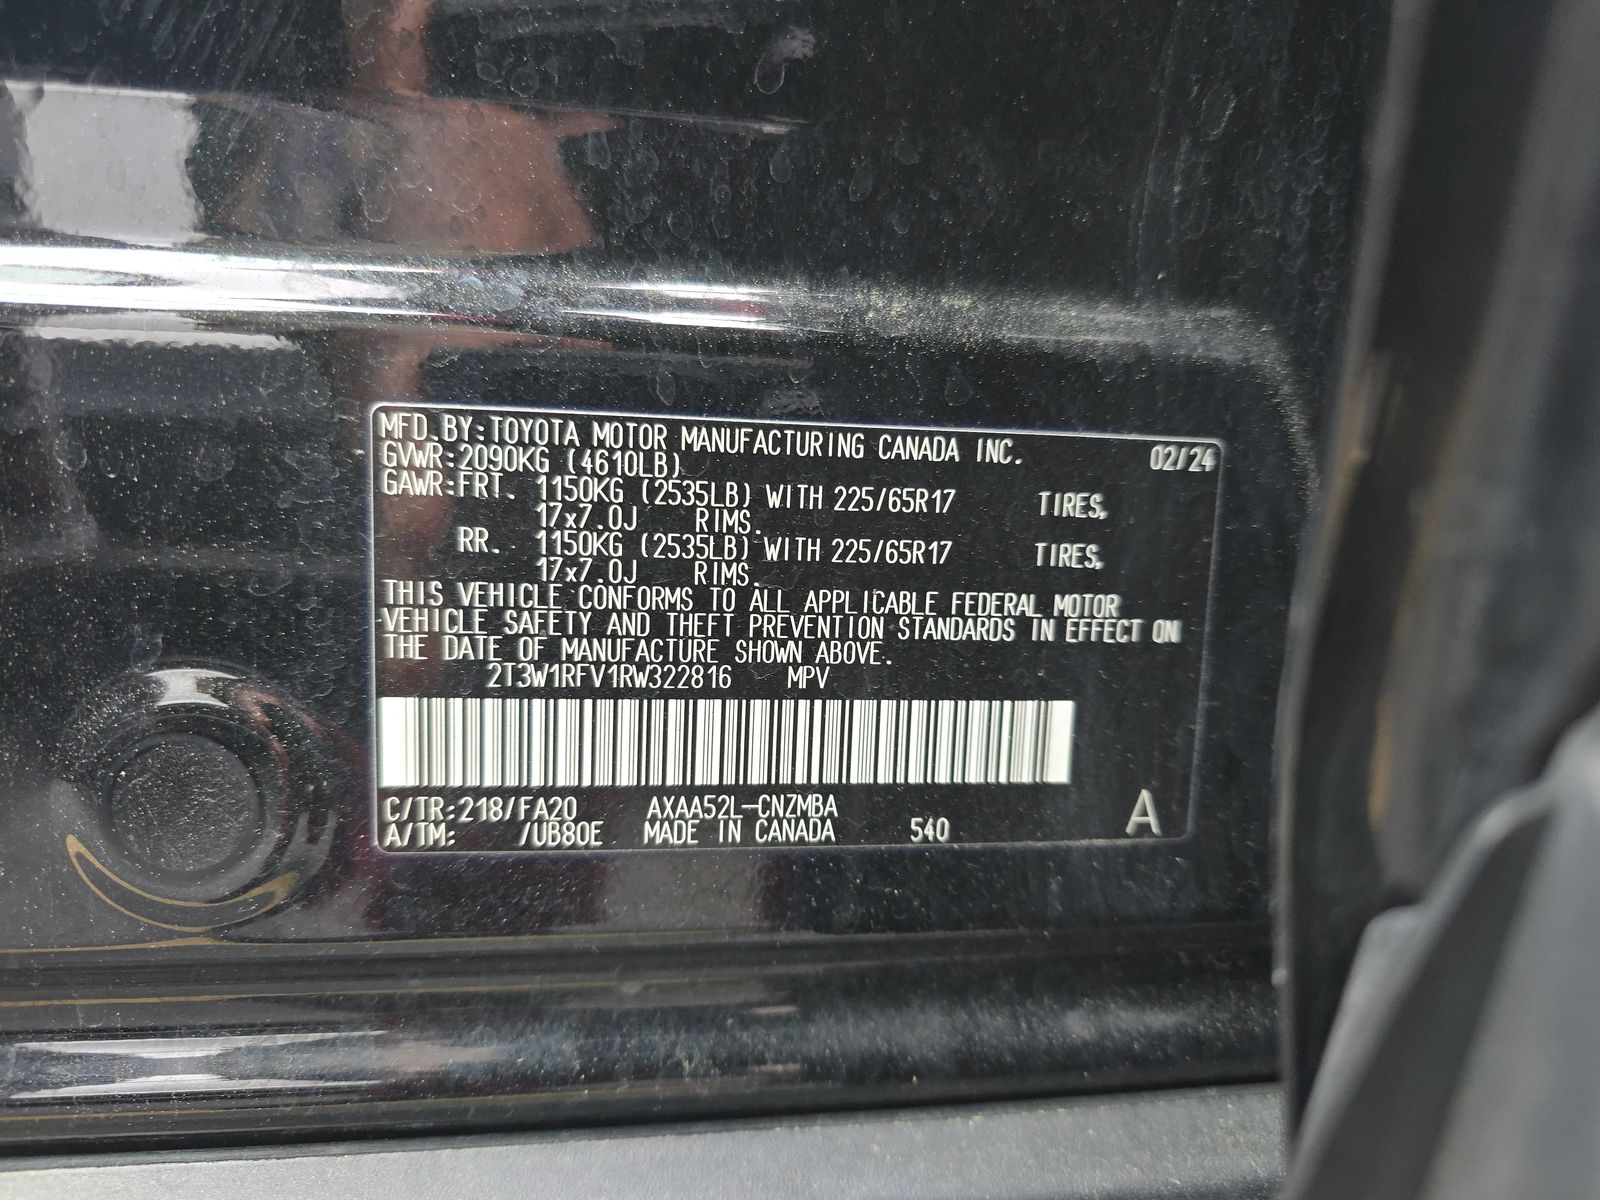 MFD.BY:TOYOTA MOTOR MANUFACTURING CANADA INC. 02/24
GVWR:2090KG (4610LB)
GAWR:FRT. 1150KG (2535LB) WITH 225/65R17 TIRES,
17x7.0J RIMS.
RR. 1150KG (2535LB) WITH 225/65R17 TIRES,
17x7.0J RIMS.
THIS VEHICLE CONFORMS TO ALL APPLICABLE FEDERAL MOTOR
VEHICLE SAFETY AND THEFT PREVENTION STANDARDS IN EFFECT ON
THE DATE OF MANUFACTURE SHOWN ABOVE.
2T3W1RFV1RW322816 MPV
C/TR:218/FA20 AXAA52L-CNZMBA A
A/TM: /UB80E MADE IN CANADA 540